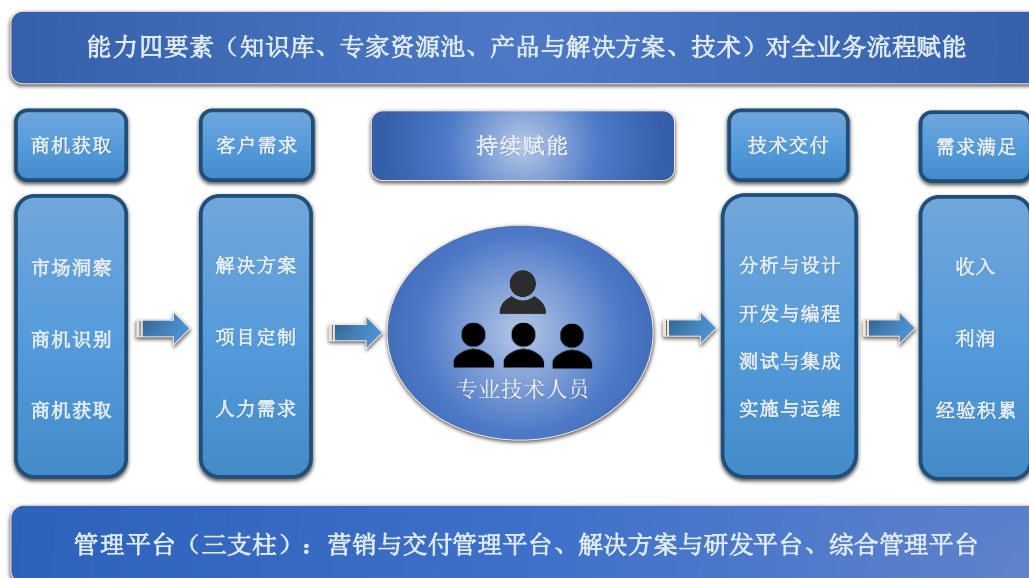 能力四要素（知识库、专家资源池、产品与解决方案、技术）对全业务流程赋能
商机获取
客户需求
持续赋能
技术交付
需求满足
市场洞察
商机识别
商机获取
解决方案
项目定制
人力需求
专业技术人员
分析与设计
开发与编程
测试与集成
实施与运维
收入
利润
经验积累
管理平台（三支柱）：营销与交付管理平台、解决方案与研发平台、综合管理平台